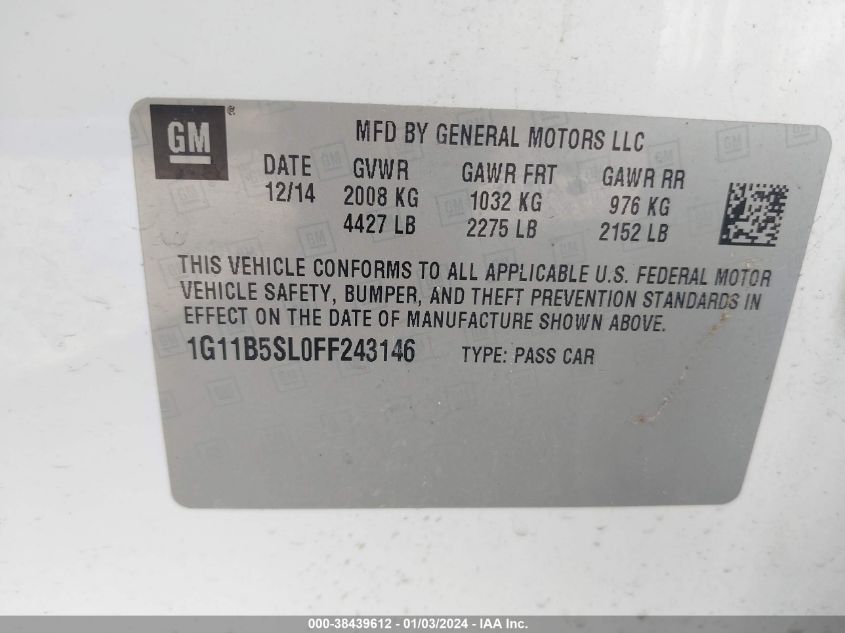 GM ®
MFD BY GENERAL MOTORS LLC
DATE GVWR GAWR FRT GAWR RR
12/14 2008 KG 1032 KG 976 KG
4427 LB 2275 LB 2152 LB
THIS VEHICLE CONFORMS TO ALL APPLICABLE U.S. FEDERAL MOTOR
VEHICLE SAFETY, BUMPER, AND THEFT PREVENTION STANDARDS IN
EFFECT ON THE DATE OF MANUFACTURE SHOWN ABOVE.
1G11B5SL0FF243146 TYPE: PASS CAR
000-38439612 - 01/03/2024 - IAA Inc.